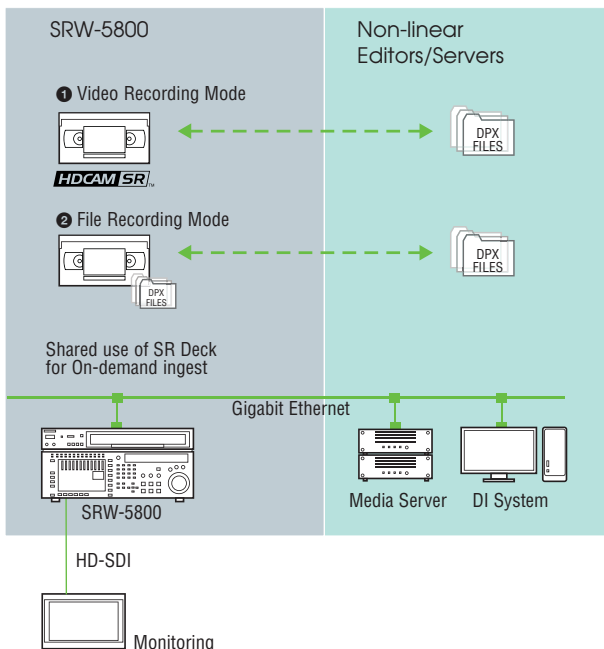 SRW-5800
Non-linear
Editors/Servers
❶ Video Recording Mode
DPX
FILES
HDCAM SR™
❷ File Recording Mode
DPX
FILES
DPX
FILES
Shared use of SR Deck
for On-demand ingest
Gigabit Ethernet
SRW-5800
Media Server
DI System
HD-SDI
Monitoring